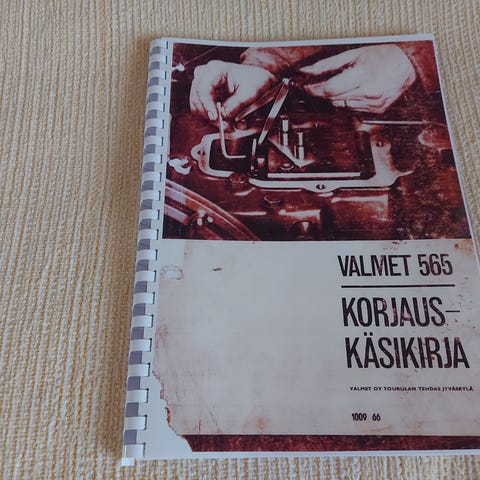 VALMET 565
KORJAUS-
KÄSIKIRJA
VALMET OY TOURULAN TEHDAS JYVÄSKYLÄ
1009 66